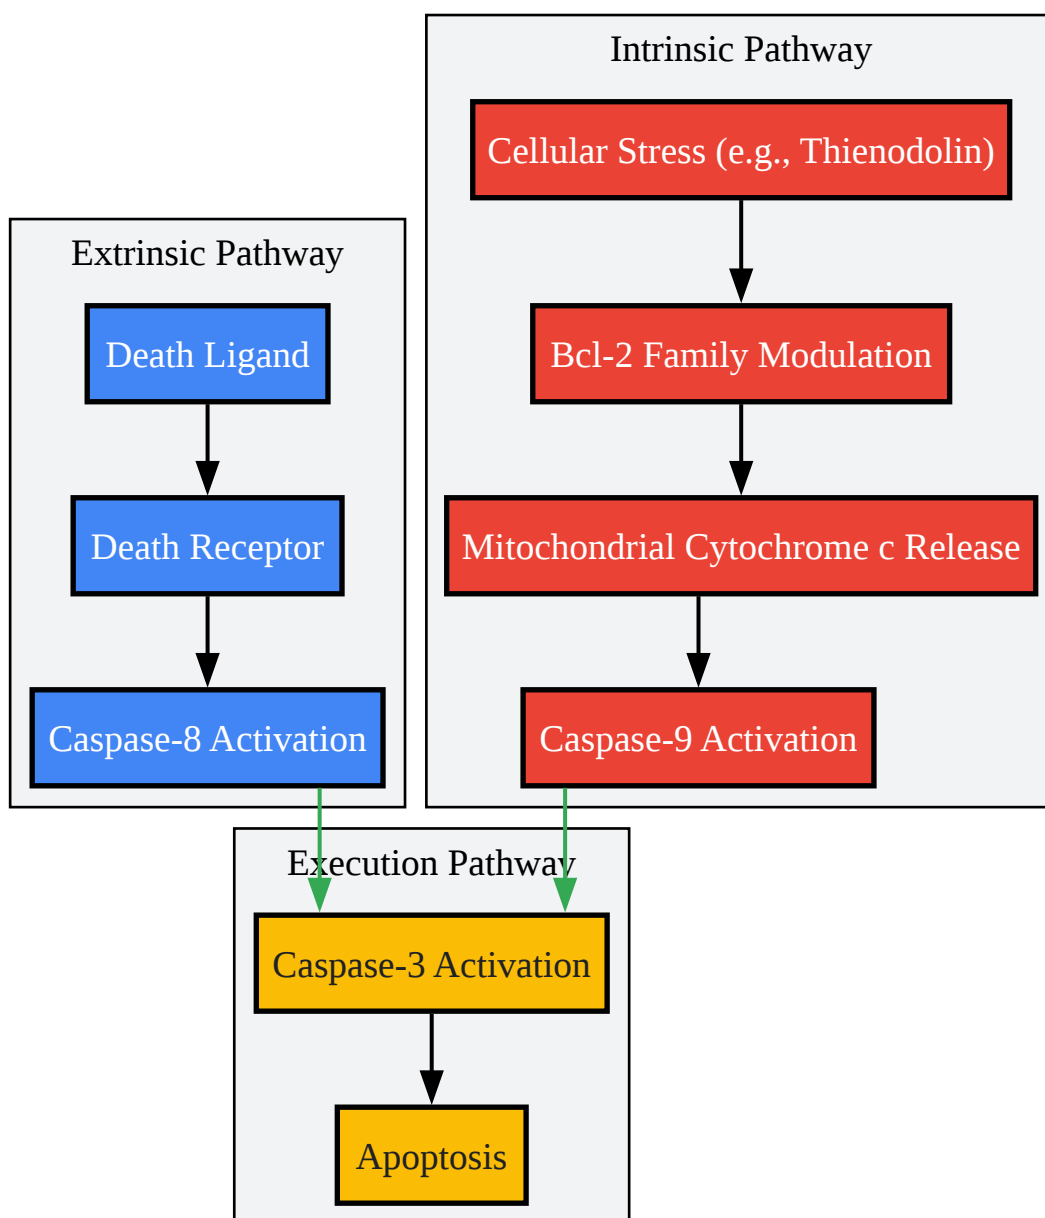 Intrinsic Pathway
Cellular Stress (e.g., Thienodolin)
Bcl-2 Family Modulation
Mitochondrial Cytochrome c Release
Caspase-9 Activation
Extrinsic Pathway
Death Ligand
Death Receptor
Caspase-8 Activation
Execution Pathway
Caspase-3 Activation
Apoptosis